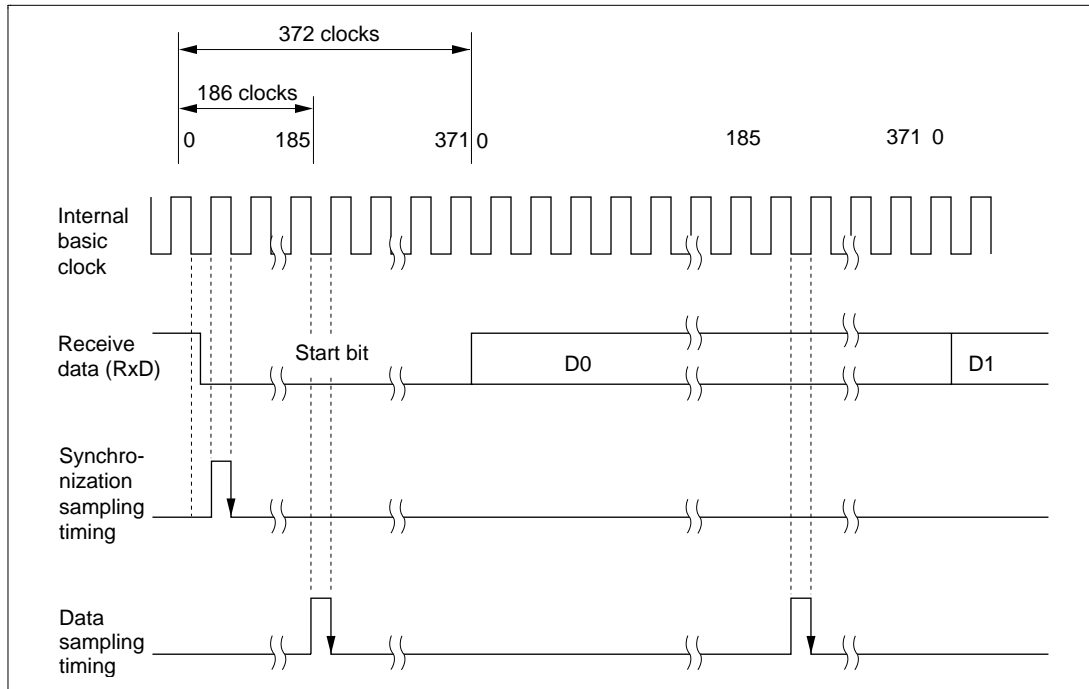 372 clocks
186 clocks
0 185 371 0 185 371 0
Internal
basic
clock
Receive
data (RxD)
Start bit
D0
D1
Synchro-
nization
sampling
timing
Data
sampling
timing